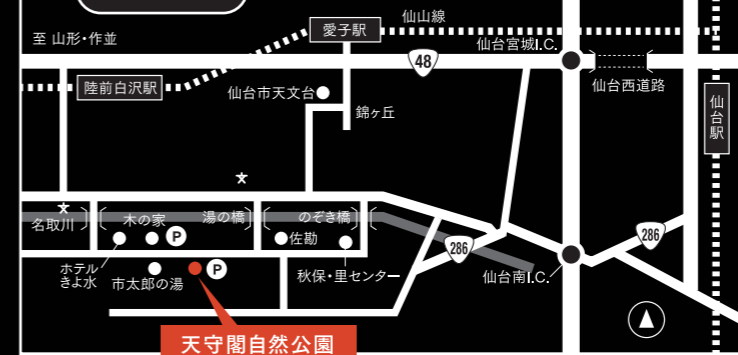 仙山線
愛子駅
至 山形・作並
仙台宮城I.C.
48
陸前白沢駅
仙台市天文台
仙台西道路
錦ヶ丘
仙台駅
名取川
木の家
湯の橋
のぞき橋
P
佐勘
286
286
ホテル
きよ水
市太郎の湯
P
秋保・里センター
仙台南I.C.
天守閣自然公園